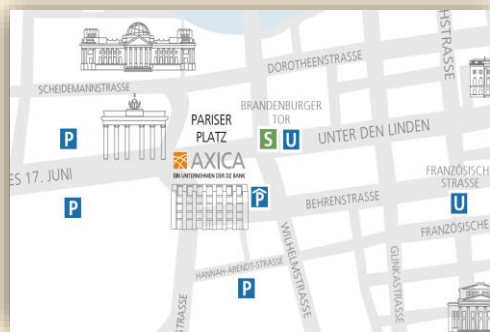 HSTRASSE
DOROTHEENSTRASSE
SCHEIDEMANNSTRASSE
BRANDENBURGER
TOR
PARISER
PLATZ
S U
UNTER DEN LINDEN
P
AXICA
EIN UNTERNEHMEN DER DZ BANK
FRANZÖSISCH
STRASSE
ES 17. JUNI
P
P
BEHRENSTRASSE
U
FRANZÖSISCHE
WILHELMSTRASSE
GLINKASTRASSE
HANNAH-ARENDT-STRASSE
P
STRASSE